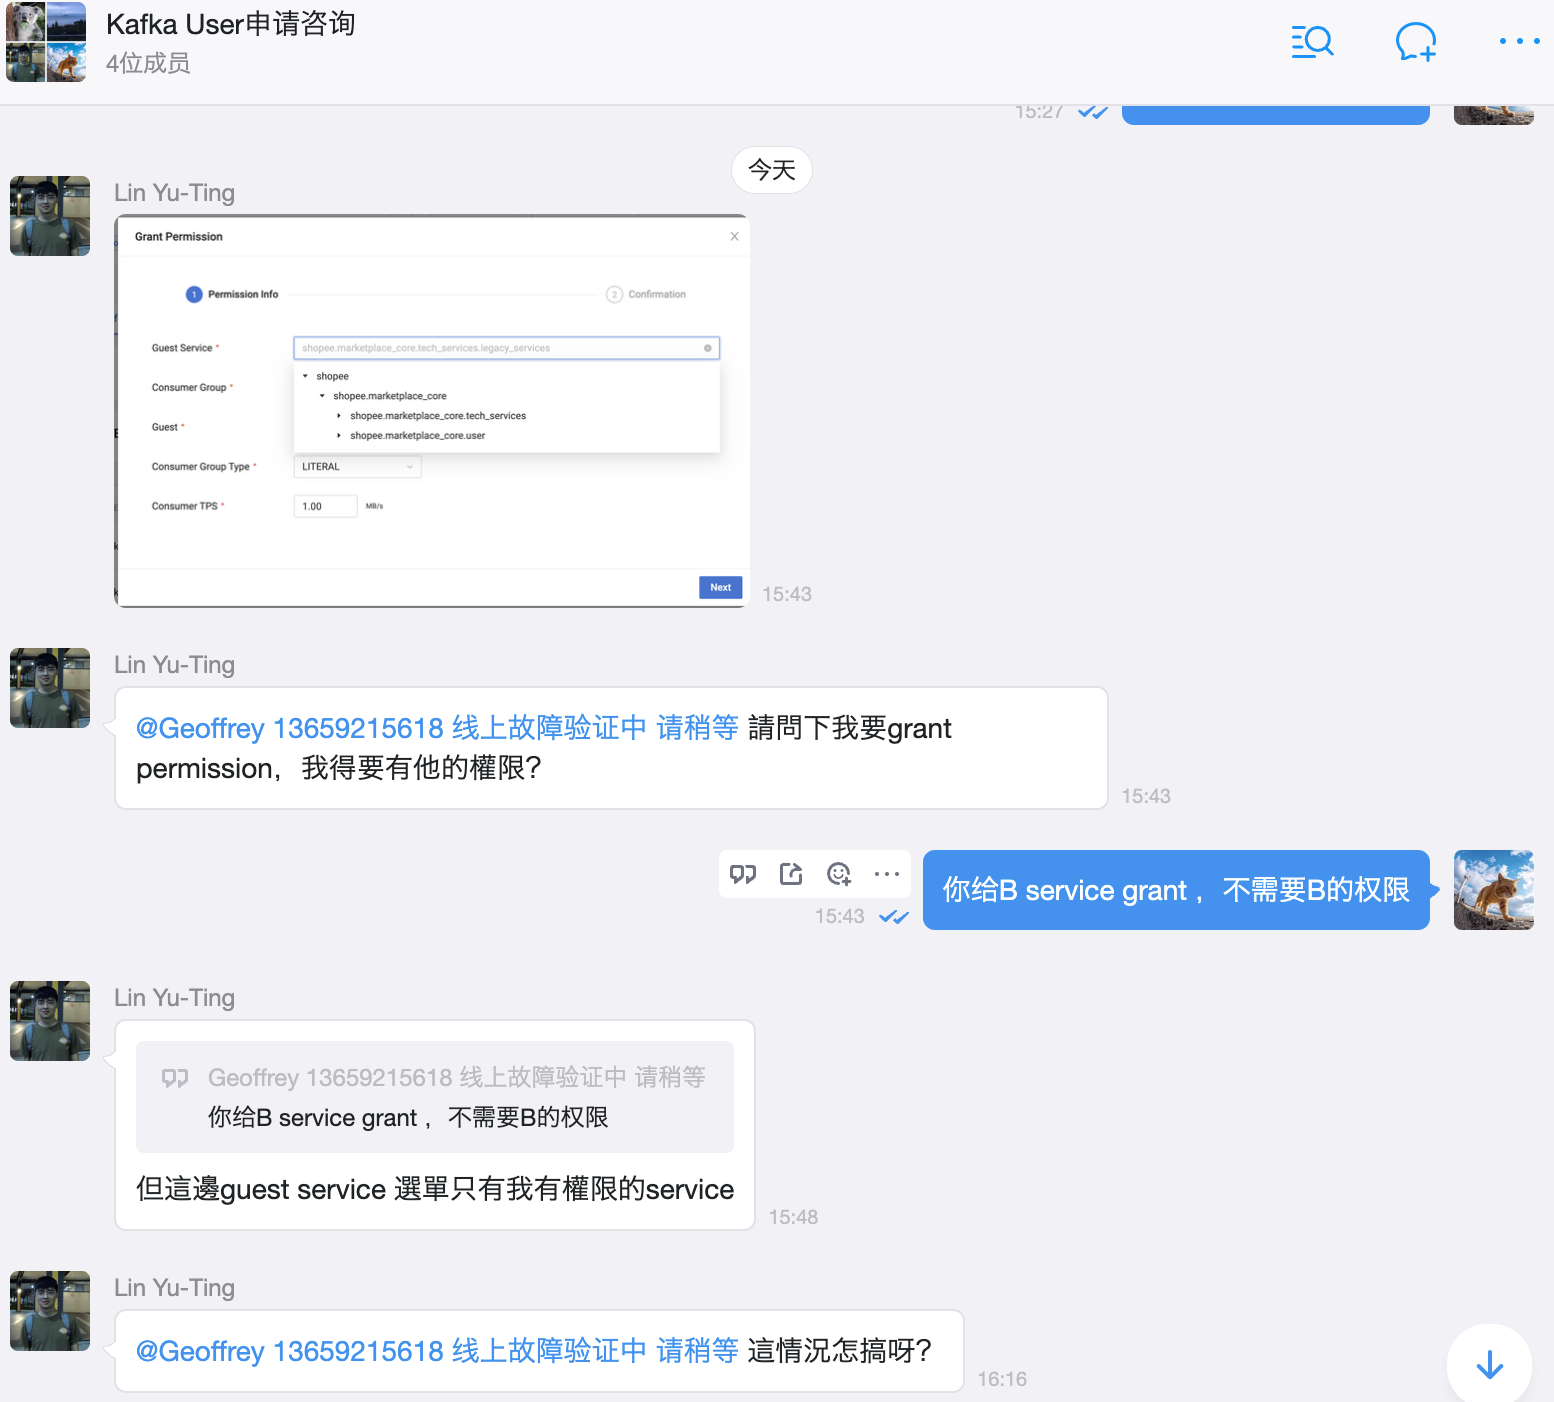 Kafka User申请咨询
4位成员
15:27
今天
Lin Yu-Ting
Grant Permission
1 Permission Info
2 Confirmation
Guest Service *
shopee.marketplace_core.tech_services.legacy_services
shopee
Consumer Group *
shopee.marketplace_core
shopee.marketplace_core.tech_services
Guest *
shopee.marketplace_core.user
Consumer Group Type *
LITERAL
Consumer TPS *
1.00
MB/s
Next
15:43
Lin Yu-Ting
@Geoffrey 13659215618 线上故障验证中 请稍等 請問下我要grant
permission，我得要有他的權限？
15:43
你给B service grant ，不需要B的权限
15:43
Lin Yu-Ting
Geoffrey 13659215618 线上故障验证中 请稍等
你给B service grant ，不需要B的权限
但這邊guest service 選單只有我有權限的service
15:48
Lin Yu-Ting
@Geoffrey 13659215618 线上故障验证中 请稍等 這情況怎搞呀？
16:16